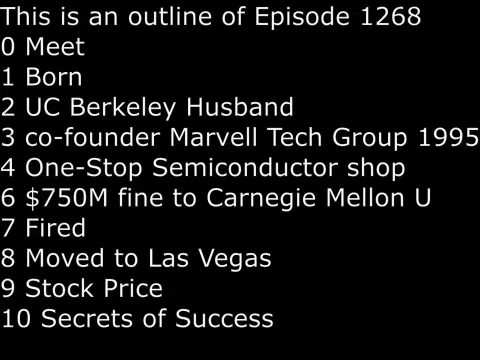 This is an outline of Episode 1268
0 Meet
1 Born
2 UC Berkeley Husband
3 co-founder Marvell Tech Group 1995
4 One-Stop Semiconductor shop
6 $750M fine to Carnegie Mellon U
7 Fired
8 Moved to Las Vegas
9 Stock Price
10 Secrets of Success